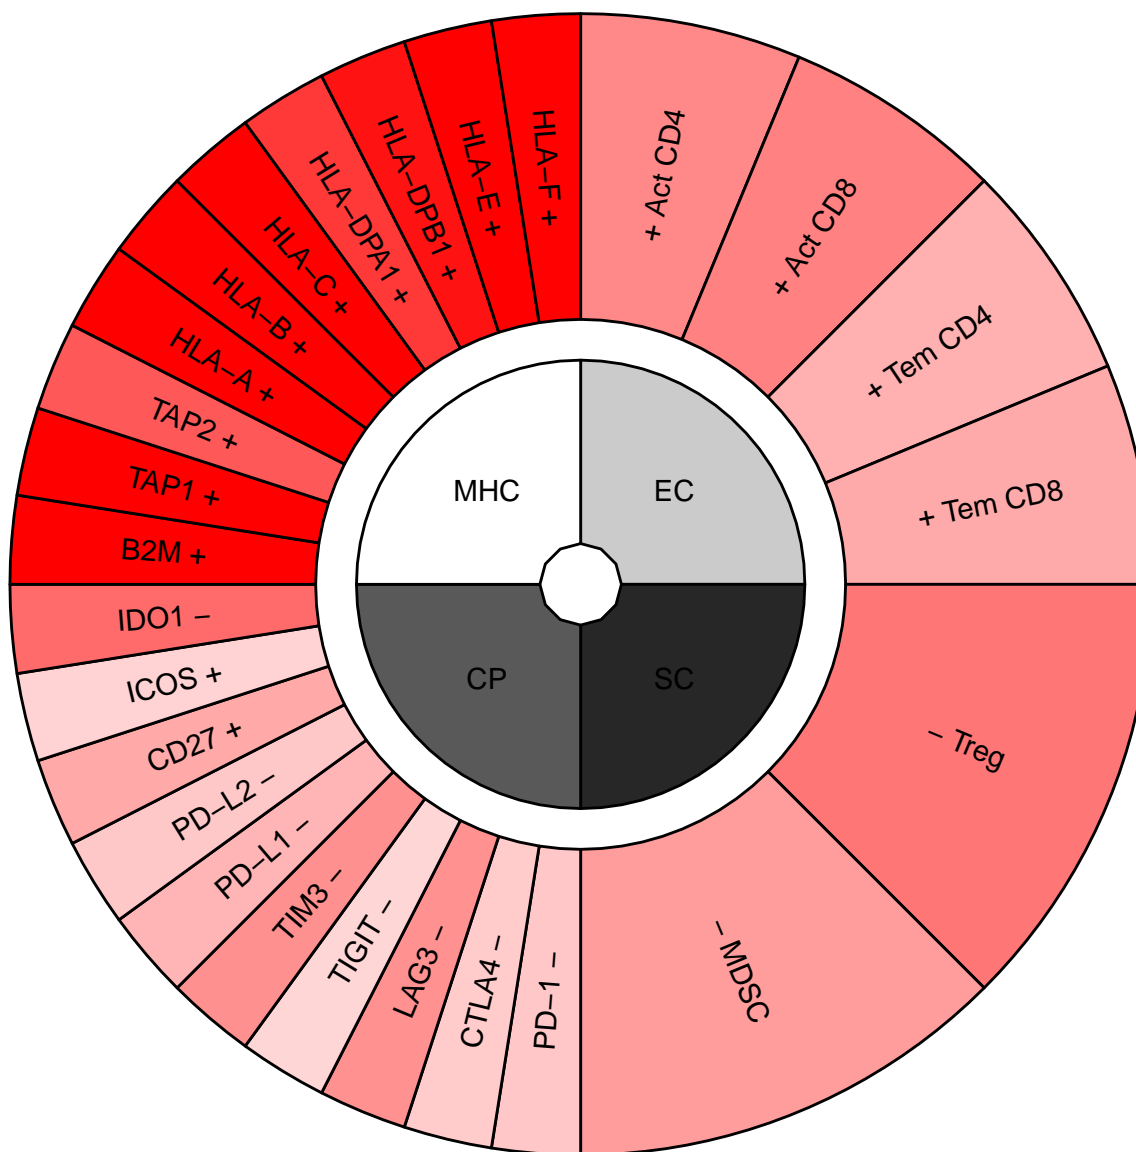 HLA–F +
HLA–E +
HLA–DPB1 +
HLA–DPA1 +
HLA–C +
HLA–B +
HLA–A +
TAP2 +
TAP1 +
B2M +
+ Act CD4
+ Act CD8
+ Tem CD4
+ Tem CD8
MHC
EC
CP
SC
IDO1 –
ICOS +
CD27 +
PD–L2 –
PD–L1 –
TIM3 –
TIGIT –
LAG3 –
CTLA4 –
PD–1 –
– MDSC
– Treg